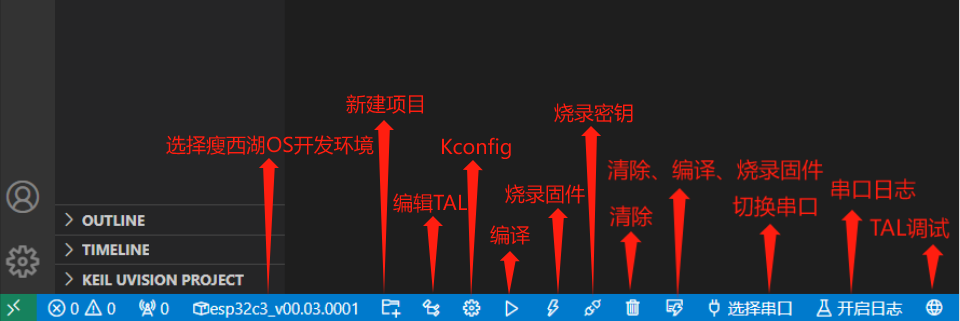 新建项目
烧录密钥
选择瘦西湖OS开发环境
Kconfig
清除、编译、烧录固件
编辑TAL
烧录固件
串口日志
切换串口
清除
编译
TAL调试
OUTLINE
TIMELINE
KEIL UVISION PROJECT
0 0 0 esp32c3_v00.03.0001 选择串口 开启日志